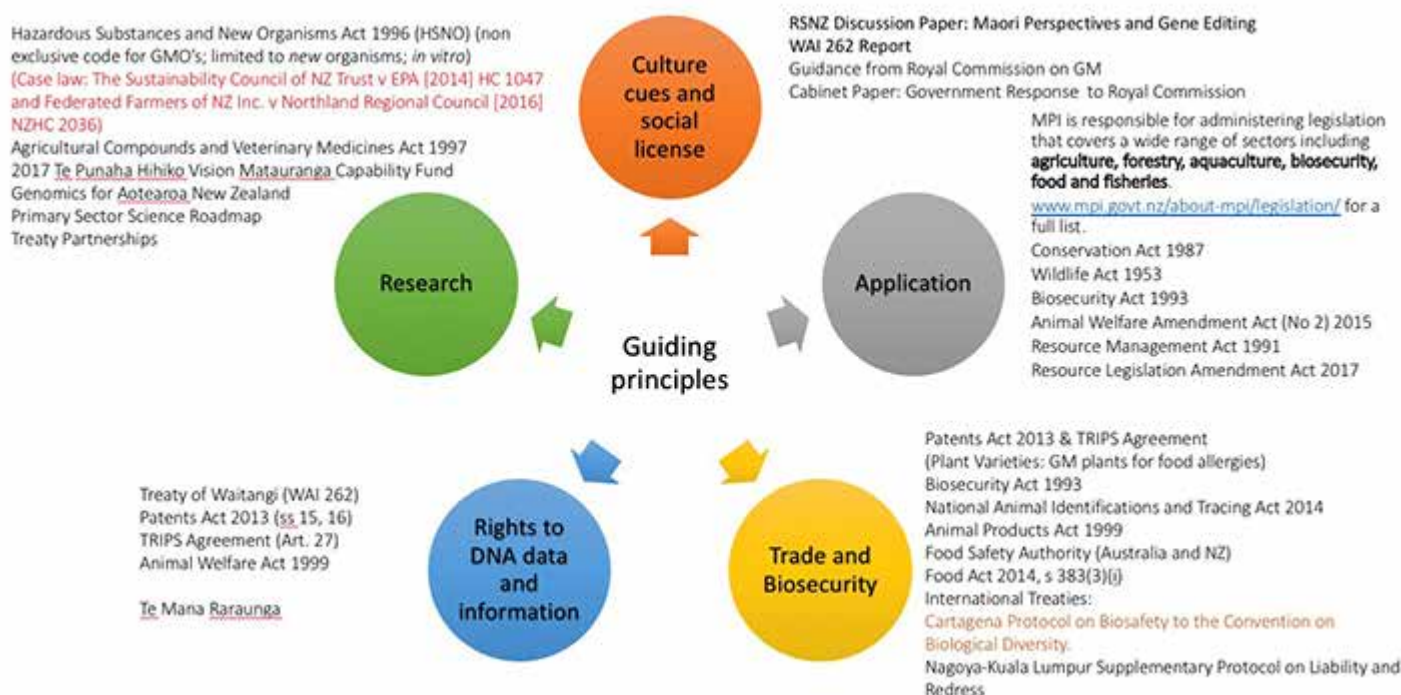 Hazardous Substances and New Organisms Act 1996 (HSNO) (non
exclusive code for GMO's; limited to new organisms; in vitro)
(Case law: The Sustainability Council of NZ Trust v EPA [2014] HC 1047
and Federated Farmers of NZ Inc. v Northland Regional Council [2016]
NZHC 2036)
Agricultural Compounds and Veterinary Medicines Act 1997
2017 Te Punaha Hihiko Vision Matauranga Capability Fund
Genomics for Aotearoa New Zealand
Primary Sector Science Roadmap
Treaty Partnerships
Culture
cues and
social
license
RSNZ Discussion Paper: Maori Perspectives and Gene Editing
WAI 262 Report
Guidance from Royal Commission on GM
Cabinet Paper: Government Response to Royal Commission
MPI is responsible for administering legislation
that covers a wide range of sectors including
agriculture, forestry, aquaculture, biosecurity,
food and fisheries.
www.mpi.govt.nz/about-mpi/legislation/ for a
full list.
Conservation Act 1987
Wildlife Act 1953
Biosecurity Act 1993
Animal Welfare Amendment Act (No 2) 2015
Resource Management Act 1991
Resource Legislation Amendment Act 2017
Research
Application
Guiding
principles
Treaty of Waitangi (WAI 262)
Patents Act 2013 (ss 15, 16)
TRIPS Agreement (Art. 27)
Animal Welfare Act 1999
Te Mana Raraunga
Rights to
DNA data
and
information
Trade and
Biosecurity
Patents Act 2013 & TRIPS Agreement
(Plant Varieties: GM plants for food allergies)
Biosecurity Act 1993
National Animal Identifications and Tracing Act 2014
Animal Products Act 1999
Food Safety Authority (Australia and NZ)
Food Act 2014, s 383(3)(i)
International Treaties:
Cartagena Protocol on Biosafety to the Convention on
Biological Diversity.
Nagoya-Kuala Lumpur Supplementary Protocol on Liability and
Redress